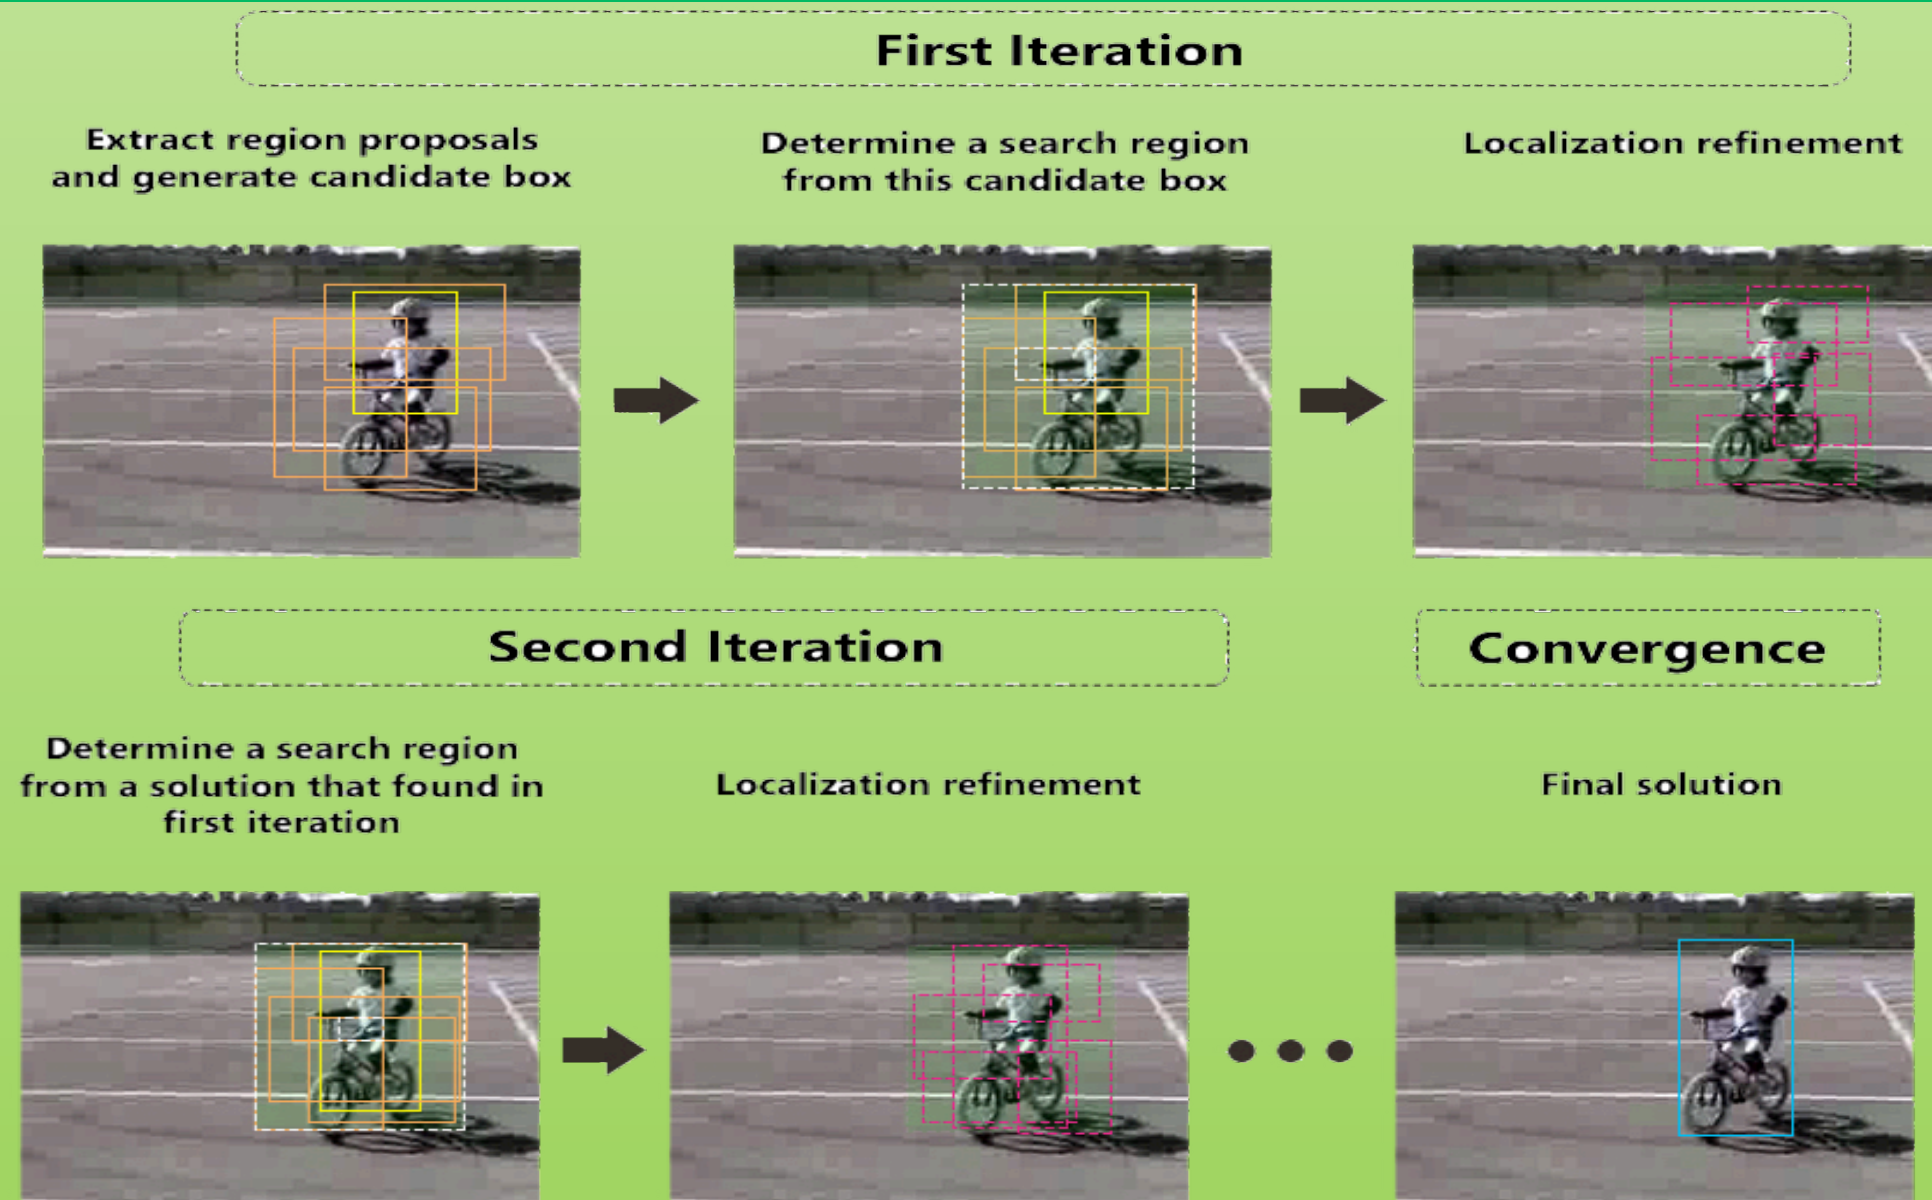 First Iteration
Extract region proposals
and generate candidate box
Determine a search region
from this candidate box
Localization refinement
Second Iteration
Convergence
Determine a search region
from a solution that found in
first iteration
Localization refinement
Final solution